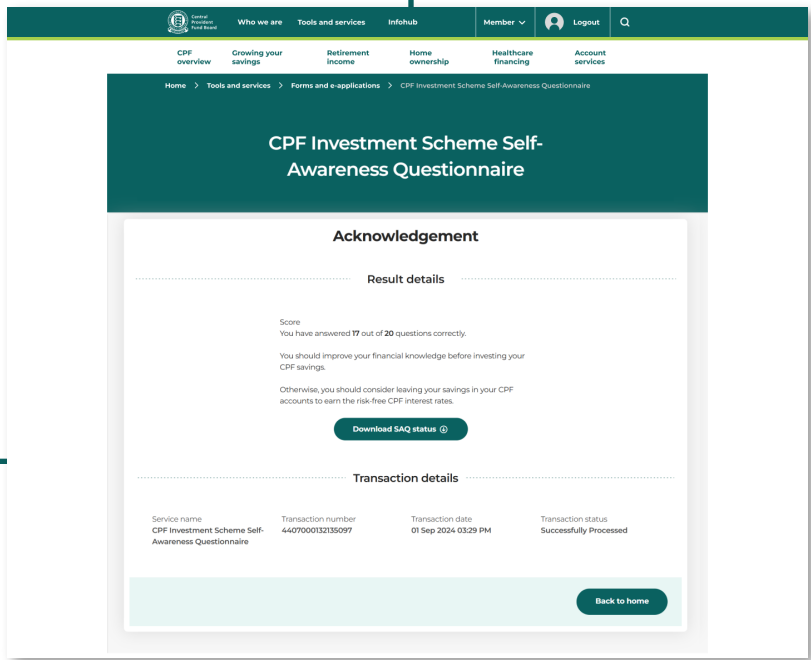 Central
Provident
Fund Board
Who we are Tools and services Infohub Member Logout
CPF overview Growing your savings Retirement income Home ownership Healthcare financing Account services
Home > Tools and services > Forms and e-applications > CPF Investment Scheme Self-Awareness Questionnaire
CPF Investment Scheme Self-
Awareness Questionnaire
Acknowledgement
Result details
Score
You have answered 17 out of 20 questions correctly.
You should improve your financial knowledge before investing your
CPF savings.
Otherwise, you should consider leaving your savings in your CPF
accounts to earn the risk-free CPF interest rates.
Download SAQ status
Transaction details
Service name
CPF Investment Scheme Self-
Awareness Questionnaire
Transaction number
4407000132135097
Transaction date
01 Sep 2024 03:29 PM
Transaction status
Successfully Processed
Back to home